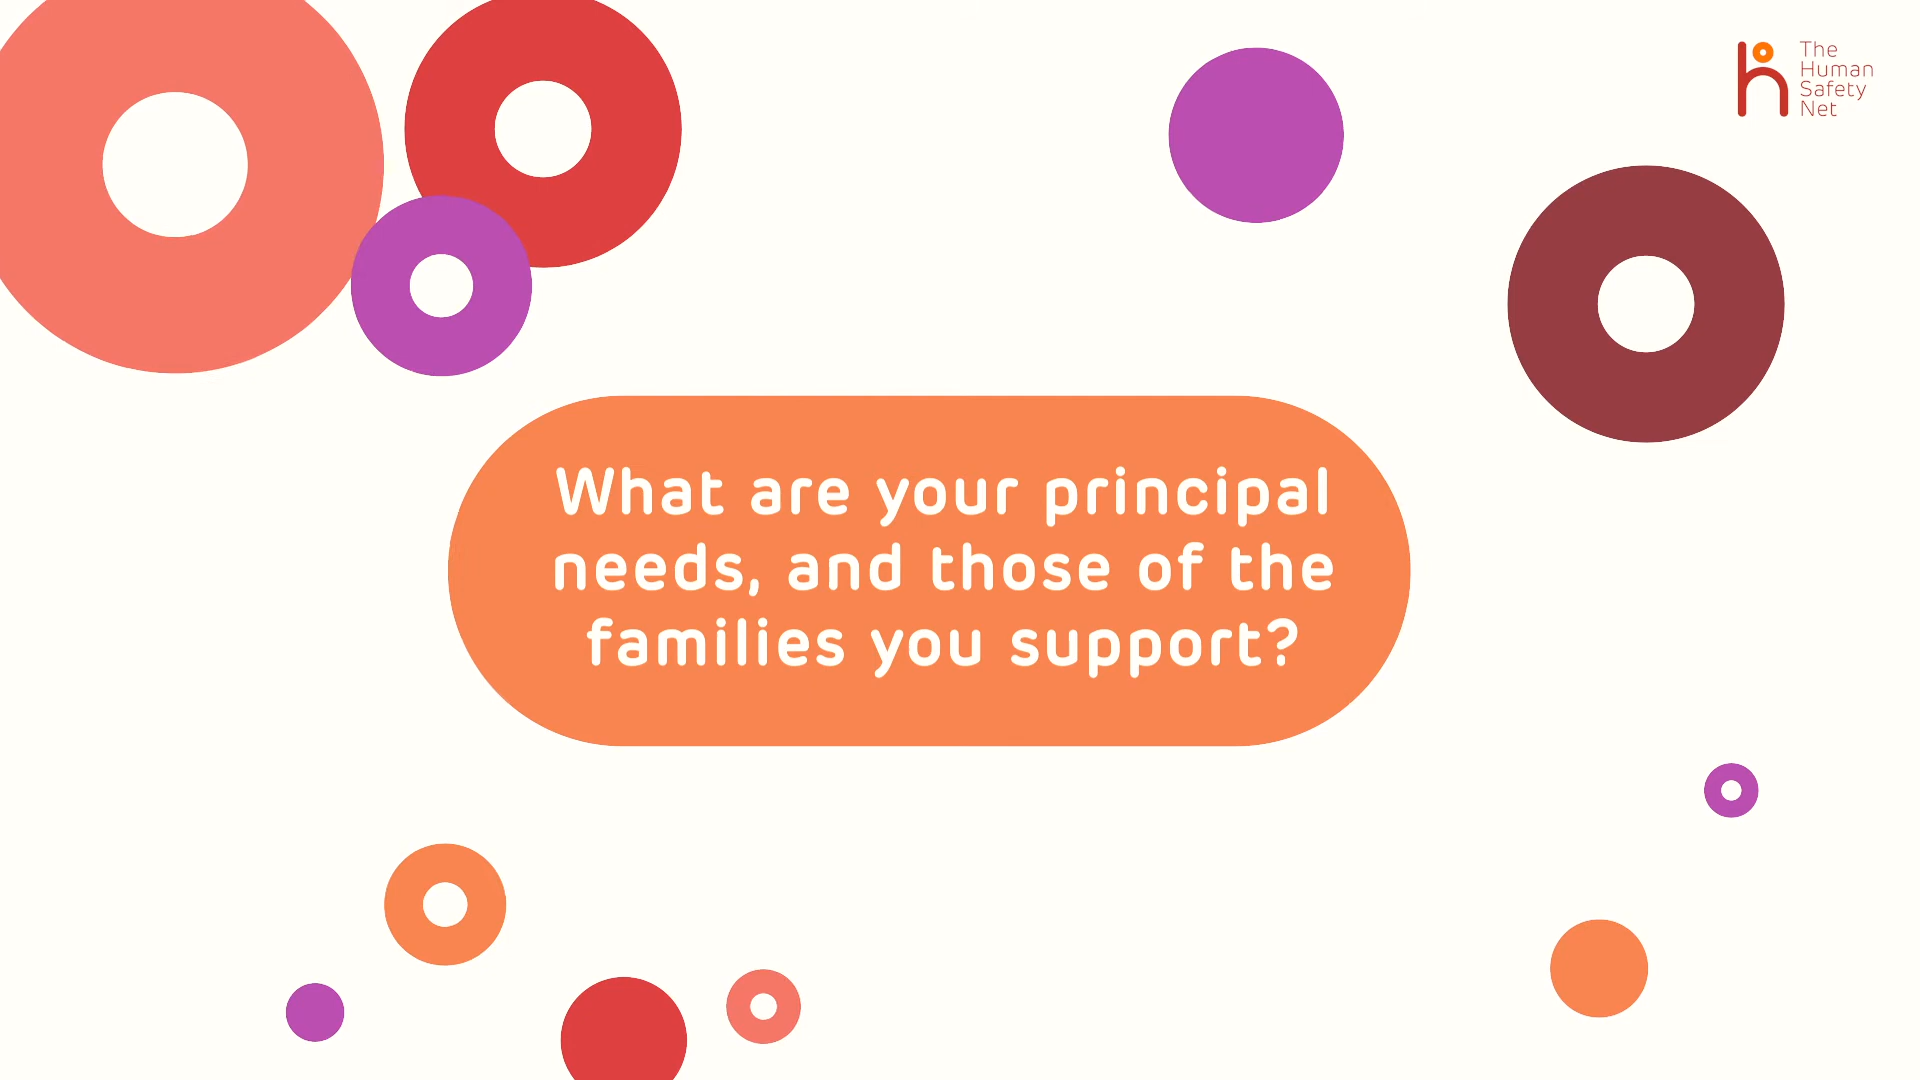 The
Human
Safety
Net
What are your principal
needs, and those of the
families you support?